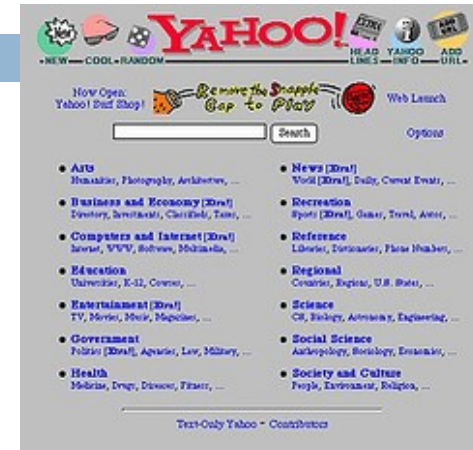 New
EXTRA
i
ADD URL
YAHOO!
-NEW—COOL-RANDOM
HEAD LINES—YAHOO INFO—ADD URL-
Now Open:
Yahoo! Surf Shop!
Remove the Snapple
Cap to Play
Web Launch
Search
Options
Arts
Humanities, Photography, Architecture, ...
Business and Economy [Xtra!]
Directory, Investments, Classifieds, Taxes, ...
Computers and Internet [Xtra!]
Internet, WWW, Software, Multimedia, ...
Education
Universities, K-12, Courses, ...
Entertainment [Xtra!]
TV, Movies, Music, Magazines, ...
Government
Politics [Xtra!], Agencies, Law, Military, ...
Health
Medicine, Drugs, Diseases, Fitness, ...
News [Xtra!]
World [Xtra!], Daily, Current Events, ...
Recreation
Sports [Xtra!], Games, Travel, Autos, ...
Reference
Libraries, Dictionaries, Phone Numbers, ...
Regional
Countries, Regions, U.S. States, ...
Science
CS, Biology, Astronomy, Engineering, ...
Social Science
Anthropology, Sociology, Economics, ...
Society and Culture
People, Environment, Religion, ...
Text-Only Yahoo - Contributors